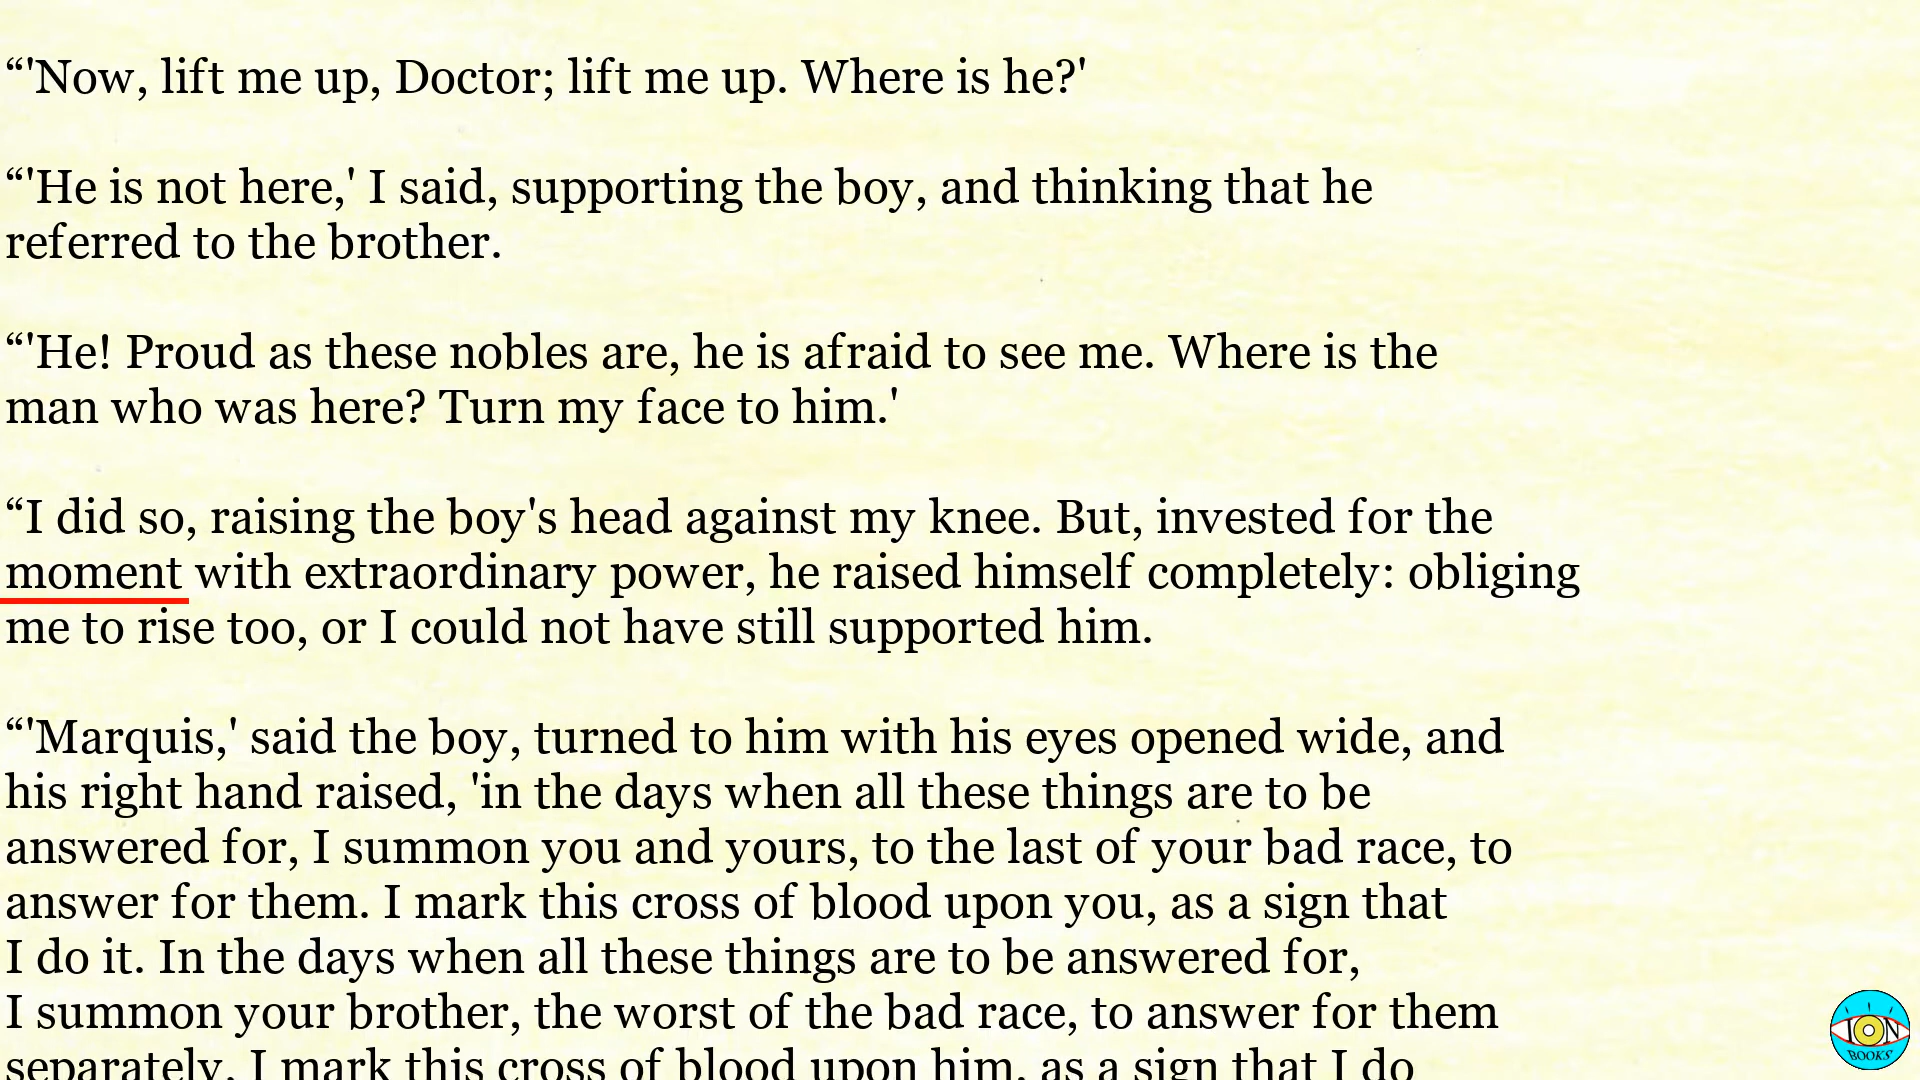 “'Now, lift me up, Doctor; lift me up. Where is he?'
“'He is not here,' I said, supporting the boy, and thinking that he
referred to the brother.
“'He! Proud as these nobles are, he is afraid to see me. Where is the
man who was here? Turn my face to him.'
“I did so, raising the boy's head against my knee. But, invested for the
moment with extraordinary power, he raised himself completely: obliging
me to rise too, or I could not have still supported him.
“'Marquis,' said the boy, turned to him with his eyes opened wide, and
his right hand raised, 'in the days when all these things are to be
answered for, I summon you and yours, to the last of your bad race, to
answer for them. I mark this cross of blood upon you, as a sign that
I do it. In the days when all these things are to be answered for,
I summon your brother, the worst of the bad race, to answer for them
separately. I mark this cross of blood upon him, as a sign that I do
ION
BOOKS